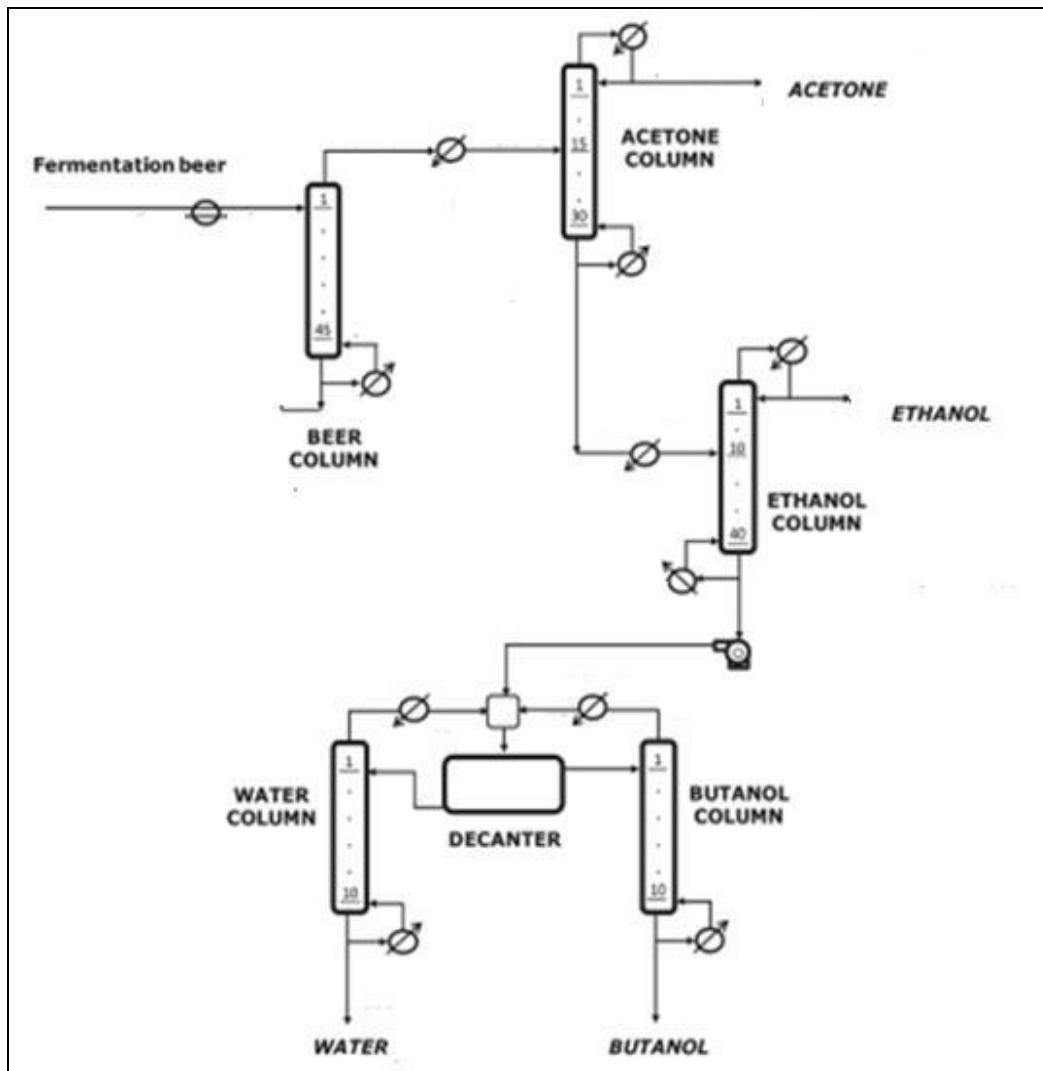 1
ACETONE
ACETONE
COLUMN
15
30
Fermentation beer
1
45
BEER
COLUMN
1
ETHANOL
10
ETHANOL
COLUMN
40
1
WATER
COLUMN
10
DECANTER
1
BUTANOL
COLUMN
10
WATER
BUTANOL